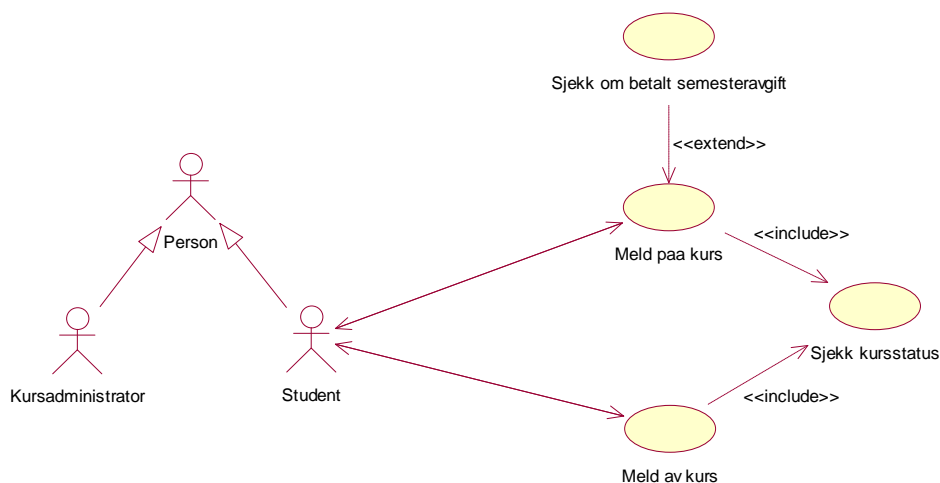 Sjekk om betalt semesteravgift
<<extend>>
Person
Meld paa kurs
<<include>>
Sjekk kursstatus
Kursadministrator
Student
<<include>>
Meld av kurs